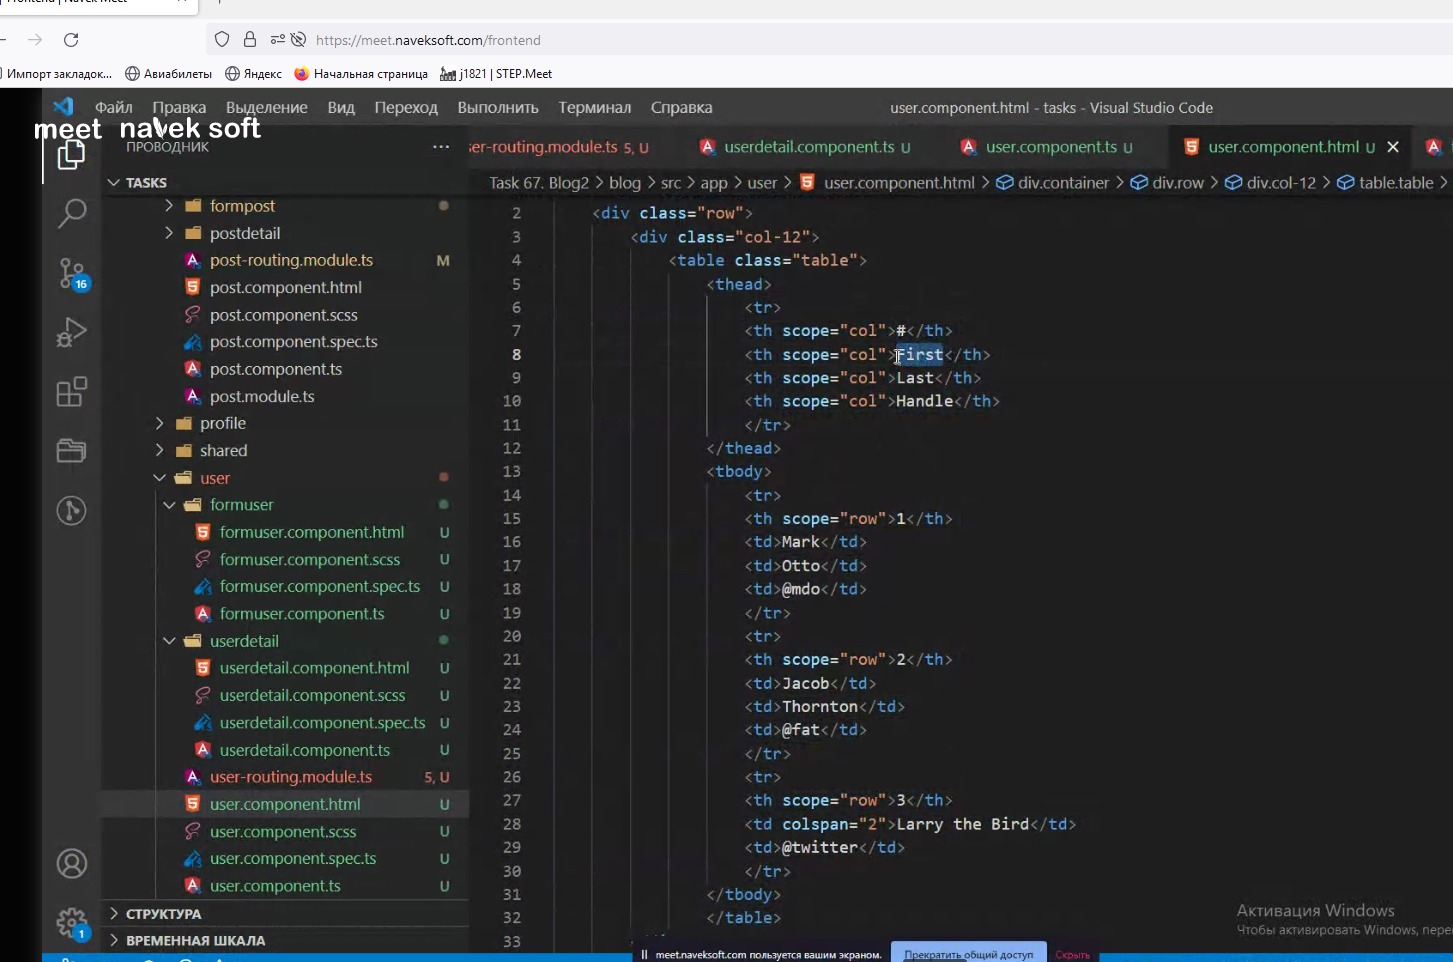 https://meet.naveksoft.com/frontend
Импорт закладок...
Авиабилеты
Яндекс
Начальная страница
j1821 | STEP.Meet
Файл Правка Выделение Вид Переход Выполнить Терминал Справка
user.component.html - tasks - Visual Studio Code
meet navek soft
ПРОВОДНИК ...
ser-routing.module.ts 5, U
userdetail.component.ts U
user.component.ts U
user.component.html U
TASKS
Task 67. Blog2 > blog > src > app > user > user.component.html > div.container > div.row > div.col-12 > table.table >
formpost
postdetail
post-routing.module.ts M
post.component.html
post.component.scss
post.component.spec.ts
post.component.ts
post.module.ts
profile
shared
user
formuser
formuser.component.html U
formuser.component.scss U
formuser.component.spec.ts U
formuser.component.ts U
userdetail
userdetail.component.html U
userdetail.component.scss U
userdetail.component.spec.ts U
userdetail.component.ts U
user-routing.module.ts 5, U
user.component.html U
user.component.scss U
user.component.spec.ts U
user.component.ts U
СТРУКТУРА
ВРЕМЕННАЯ ШКАЛА
16
1
2 <div class="row">
3 <div class="col-12">
4 <table class="table">
5 <thead>
6 <tr>
7 <th scope="col">#</th>
8 <th scope="col">First</th>
9 <th scope="col">Last</th>
10 <th scope="col">Handle</th>
11 </tr>
12 </thead>
13 <tbody>
14 <tr>
15 <th scope="row">1</th>
16 <td>Mark</td>
17 <td>Otto</td>
18 <td>@mdo</td>
19 </tr>
20 <tr>
21 <th scope="row">2</th>
22 <td>Jacob</td>
23 <td>Thornton</td>
24 <td>@fat</td>
25 </tr>
26 <tr>
27 <th scope="row">3</th>
28 <td colspan="2">Larry the Bird</td>
29 <td>@twitter</td>
30 </tr>
31 </tbody>
32 </table>
33
Активация Windows
Чтобы активировать Windows,
meet.naveksoft.com пользуется вашим экраном.
Прекратить общий доступ
Скрыть